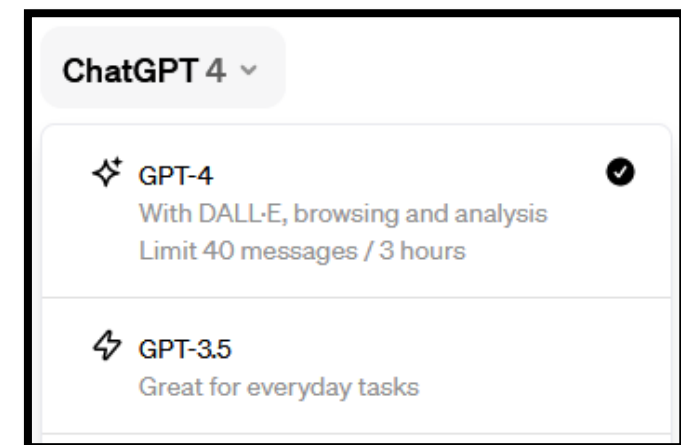 ChatGPT 4
GPT-4
With DALL·E, browsing and analysis
Limit 40 messages / 3 hours
GPT-3.5
Great for everyday tasks